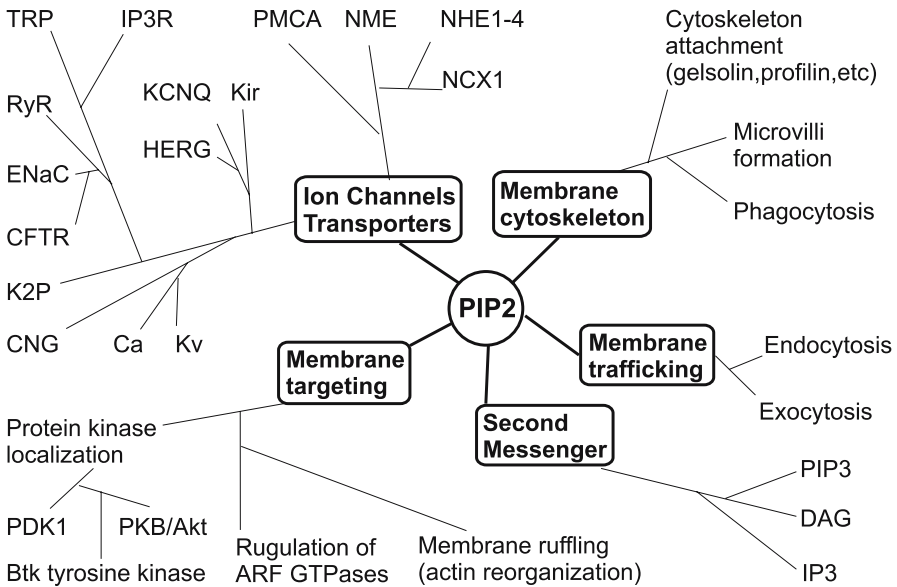 TRP
IP3R
PMCA
NME
NHE1-4
Cytoskeleton
attachment
(gelsolin,profilin,etc)
RyR
KCNQ
Kir
NCX1
HERG
Microvilli
formation
ENaC
Ion Channels
Transporters
Membrane
cytoskeleton
Phagocytosis
CFTR
K2P
PIP2
CNG
Ca
Kv
Membrane
targeting
Membrane
trafficking
Endocytosis
Exocytosis
Protein kinase
localization
Second
Messenger
PIP3
PDK1
PKB/Akt
DAG
Btk tyrosine kinase
Rugulation of
ARF GTPases
Membrane ruffling
(actin reorganization)
IP3